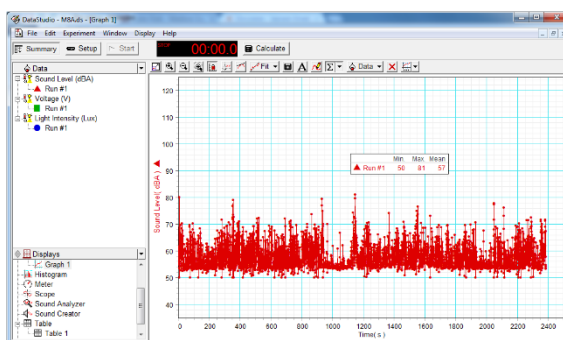 DataStudio - M8Ads - [Graph 1]
File Edit Experiment Window Display Help
Summary Setup Start 00:00.0 Calculate
Data
Fit Σ Data
Sound Level (dBA)
Run #1
Voltage (V)
Run #1
Light Intensity (Lux)
Run #1
Displays
Graph 1
Histogram
Meter
Scope
Sound Analyzer
Sound Creator
Table
Table 1
Sound Level( dBA )
120
110
100
90
80
70
60
50
40
Min Max Mean
Run #1 50 81 57
0 200 400 600 800 1000 1200 1400 1600 1800 2000 2200 2400
Time( s )